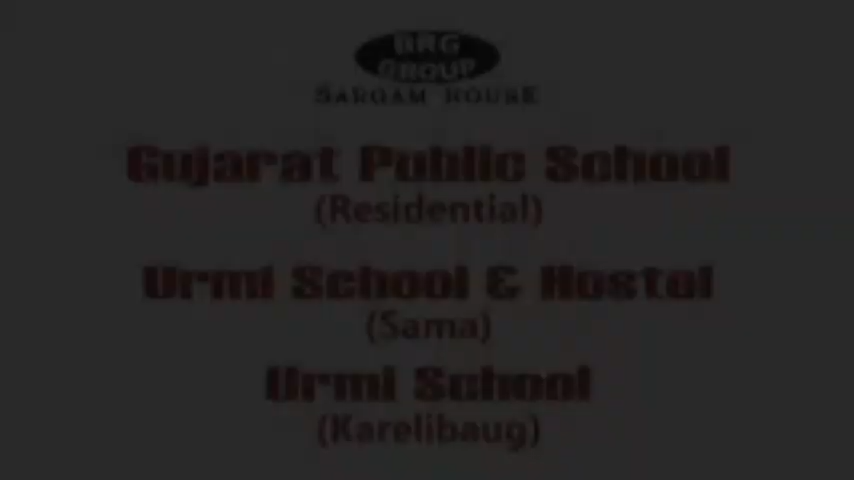 BRG
GROUP
SARGAM HOUSE
Gujarat Public School
(Residential)
Urmi School & Hostel
(Sama)
Urmi School
(Karelibaug)